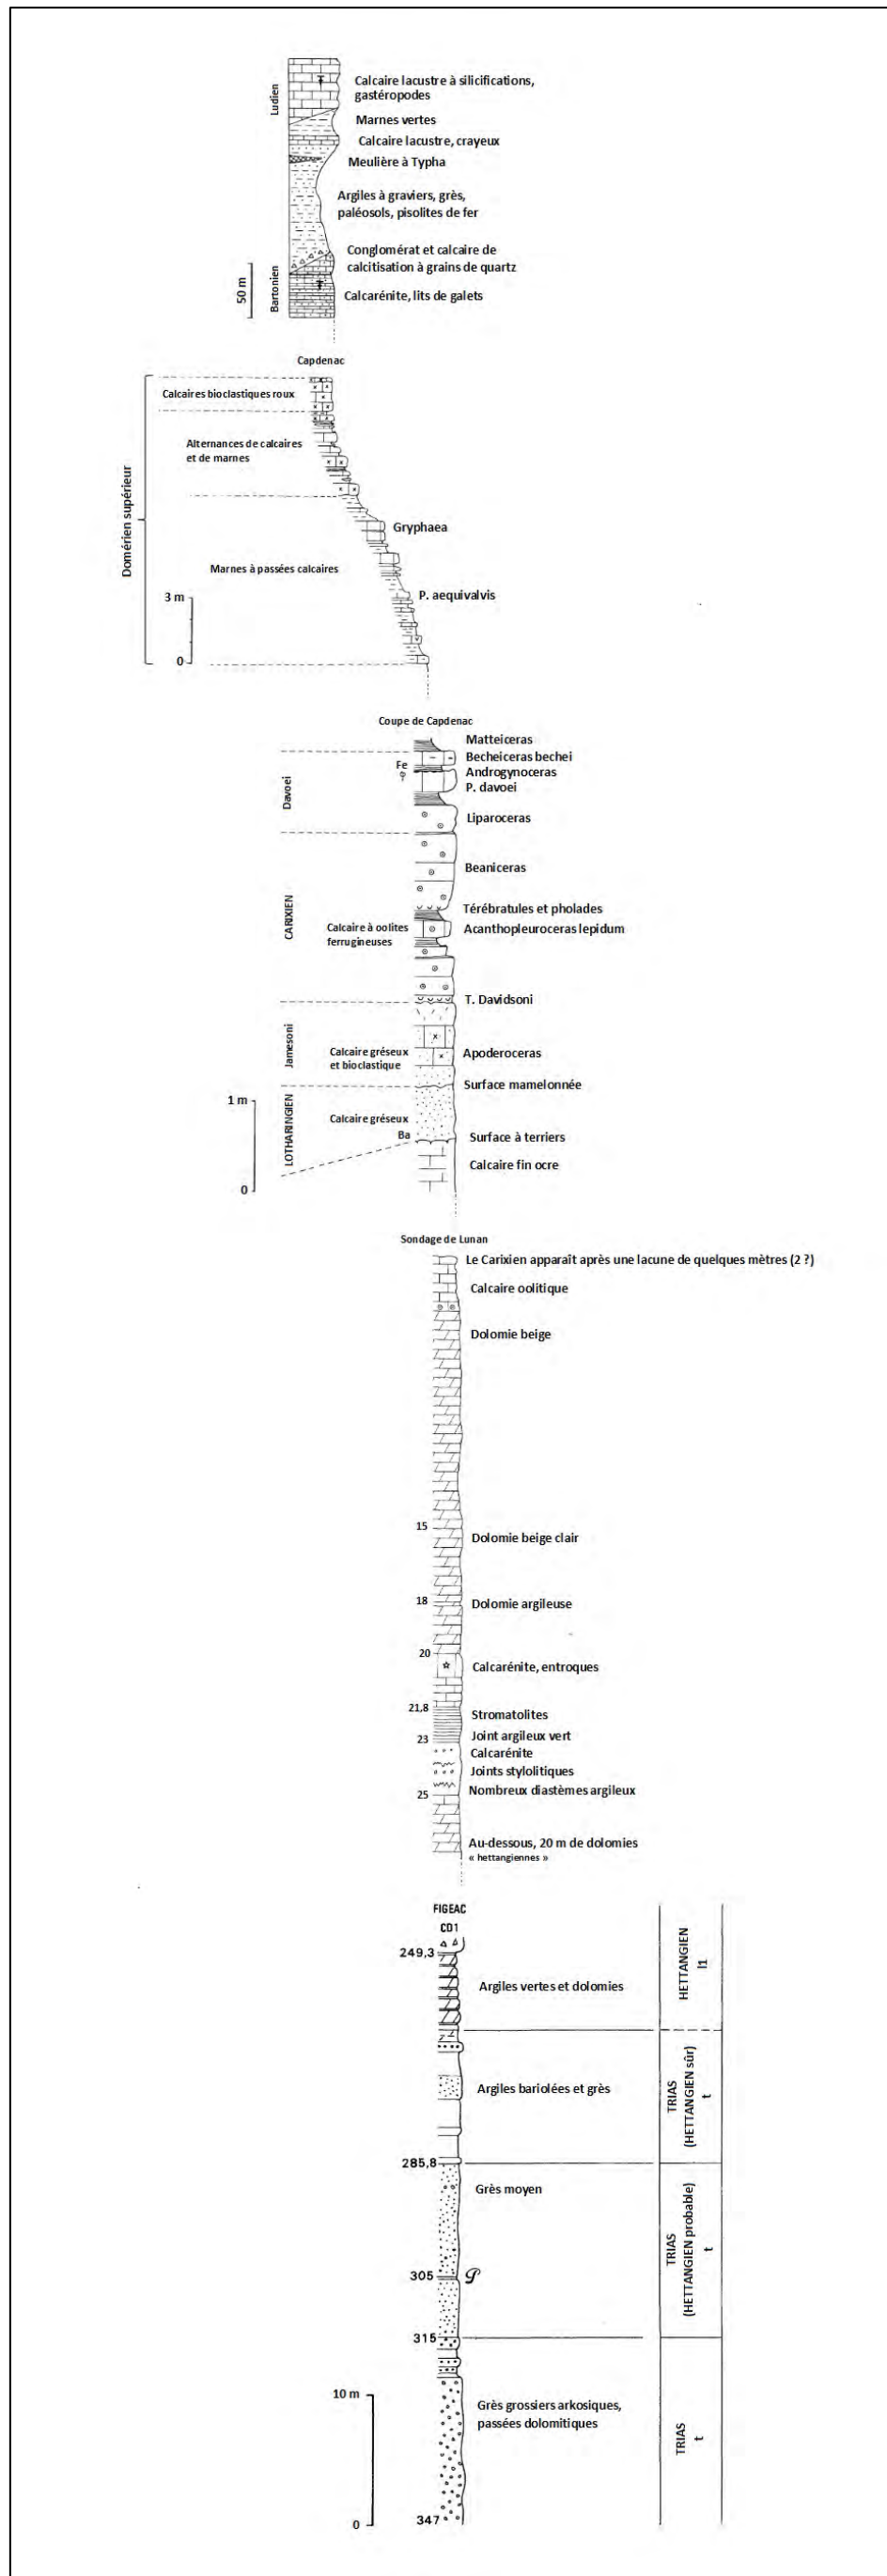 Ludien
Calcaire lacustre à silicifications,
gastéropodes
Marnes vertes
Calcaire lacustre, crayeux
Meulière à Typha
Argiles à graviers, grès,
paléosols, pisolites de fer
Conglomérat et calcaire de
calcitisation à grains de quartz
50 m
Bartonien
Calcarénite, lits de galets
Capdenac
Calcaires bioclastiques roux
Alternances de calcaires
et de marnes
Domérien supérieur
Gryphaea
Marnes à passées calcaires
P. aequivalvis
3 m
0
Coupe de Capdenac
Matteiceras
Becheiceras bechei
Fe
Androgynoceras
P. davoei
Davoei
Liparoceras
Beaniceras
CARIXIEN
Térébratules et pholades
Calcaire à oolites
ferrugineuses
Acanthopleuroceras lepidum
T. Davidsoni
Jamesoni
Calcaire gréseux
et bioclastique
Apoderoceras
Surface mamelonnée
1 m
LOTHARINGIEN
Calcaire gréseux
Ba
Surface à terriers
Calcaire fin ocre
0
Sondage de Lunan
Le Carixien apparaît après une lacune de quelques mètres (2 ?)
Calcaire oolitique
Dolomie beige
15
Dolomie beige clair
18
Dolomie argileuse
20
Calcarénite, entroques
21,8
Stromatolites
23
Joint argileux vert
Calcarénite
Joints stylolitiques
25
Nombreux diastèmes argileux
Au-dessous, 20 m de dolomies
« hettangiennes »
FIGEAC
CD1
249,3
Argiles vertes et dolomies
HETTANGIEN
l1
Argiles bariolées et grès
TRIAS
(HETTANGIEN sûr)
t
285,8
Grès moyen
TRIAS
(HETTANGIEN probable)
t
305
P
315
10 m
Grès grossiers arkosiques,
passées dolomitiques
TRIAS
t
0
347